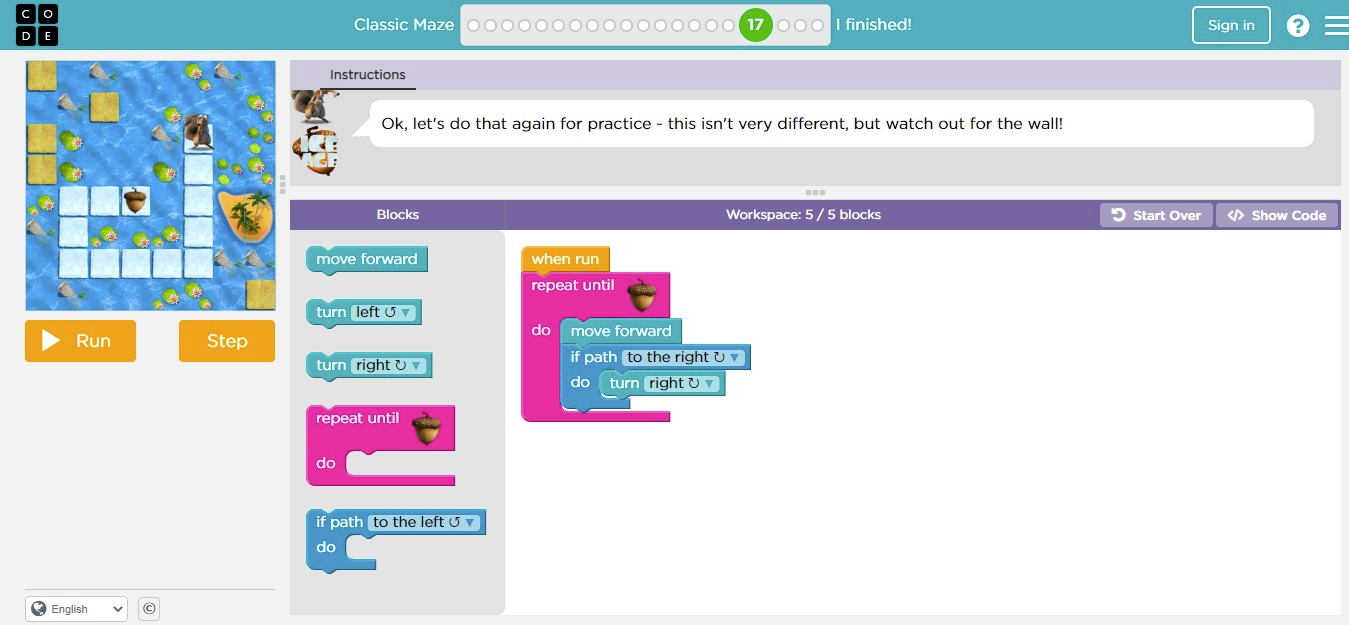 C O
D E
Classic Maze
17
I finished!
Sign in
?
Instructions
Ok, let's do that again for practice - this isn't very different, but watch out for the wall!
ICE
AGE
Blocks
Workspace: 5 / 5 blocks
Start Over
</> Show Code
move forward
turn left ↺ ▼
turn right ↻ ▼
repeat until
do
if path to the left ↺ ▼
do
when run
repeat until
do
move forward
if path to the right ↻ ▼
do turn right ↻ ▼
Run
Step
English
©